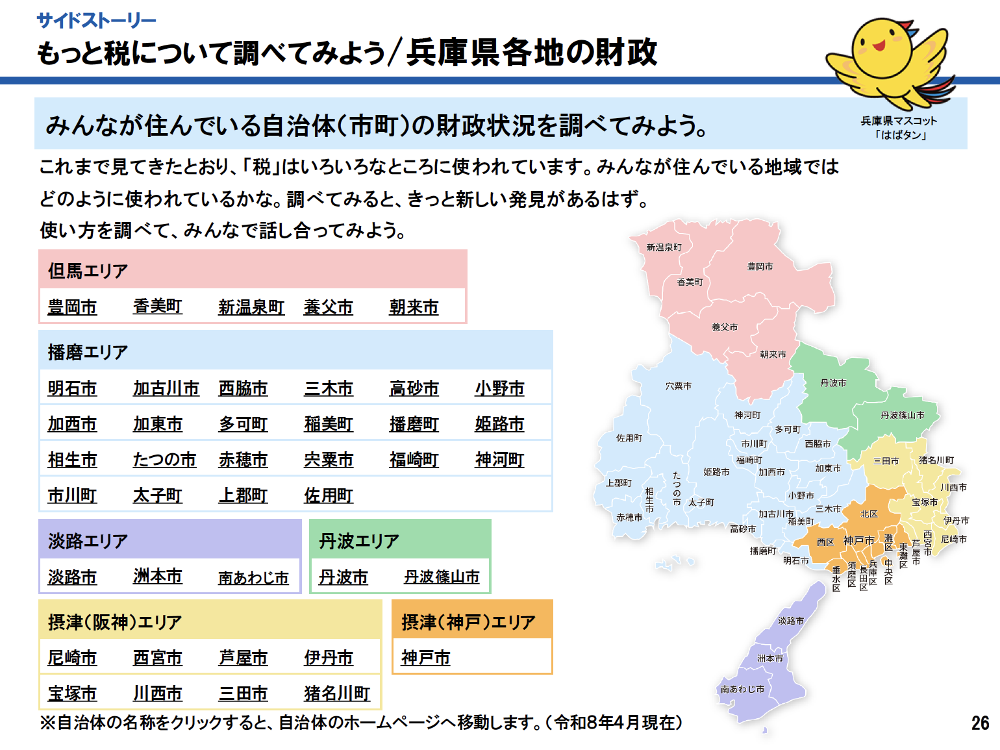 サイドストーリー
もっと税について調べてみよう/兵庫県各地の財政
兵庫県マスコット
「はばタン」
みんなが住んでいる自治体(市町)の財政状況を調べてみよう。
これまで見てきたとおり、「税」はいろいろなところに使われています。みんなが住んでいる地域では
どのように使われているかな。調べてみると、きっと新しい発見があるはず。
使い方を調べて、みんなで話し合ってみよう。
但馬エリア
豊岡市 香美町 新温泉町 養父市 朝来市
播磨エリア
明石市 加古川市 西脇市 三木市 高砂市 小野市
加西市 加東市 多可町 稲美町 播磨町 姫路市
相生市 たつの市 赤穂市 宍粟市 福崎町 神河町
市川町 太子町 上郡町 佐用町
淡路エリア
淡路市 洲本市 南あわじ市
丹波エリア
丹波市 丹波篠山市
摂津(阪神)エリア
尼崎市 西宮市 芦屋市 伊丹市
宝塚市 川西市 三田市 猪名川町
摂津(神戸)エリア
神戸市
※自治体の名称をクリックすると、自治体のホームページへ移動します。(令和8年4月現在)
新温泉町
豊岡市
香美町
養父市
朝来市
丹波市
穴粟市
神河町
丹波篠山市
多可町
佐用町
市川町
西脇市
福崎町
三田市
猪名川町
姫路市
加西市
加東市
上郡町
相生市
たつの市
川西市
小野市
太子町
宝塚市
三木市
北区
赤穂市
加古川市
稲美町
伊丹市
高砂市
西区
神戸市
灘区
東灘区
芦屋市
西宮市
尼崎市
播磨町
明石市
垂水区
須磨区
長田区
兵庫区
中央区
淡路市
洲本市
南あわじ市
26